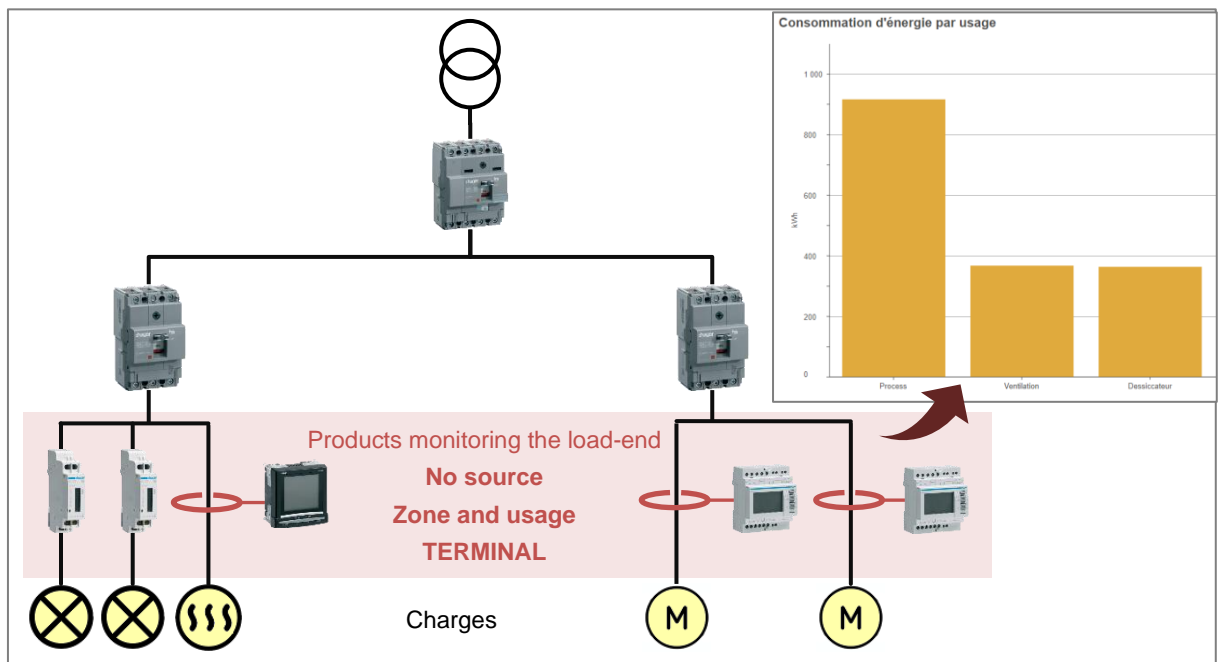 Consommation d'énergie par usage
1 000
800
600
400
200
0
kWh
Process
Ventilation
Dessiccateur
Products monitoring the load-end
No source
Zone and usage
TERMINAL
Charges
M
M